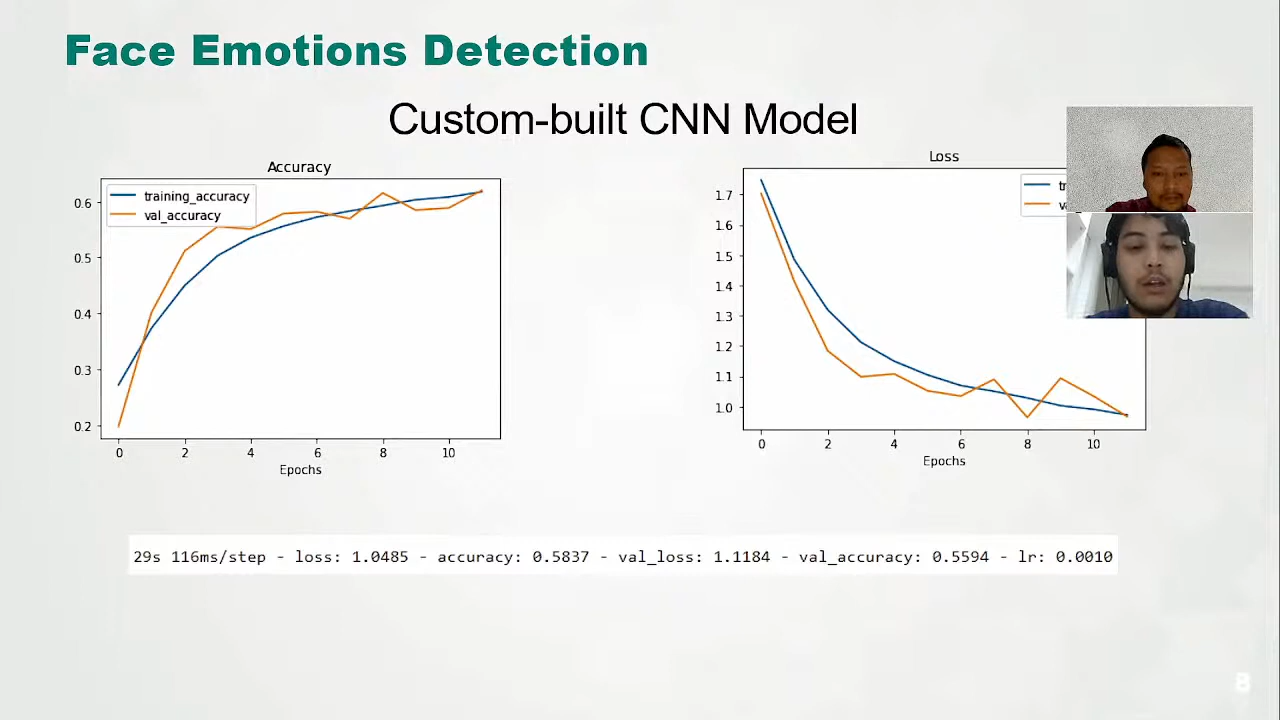 Face Emotions Detection
Custom-built CNN Model
Accuracy
training_accuracy
val_accuracy
0.6
0.5
0.4
0.3
0.2
0 2 4 6 8 10
Epochs
Loss
1.7
1.6
1.5
1.4
1.3
1.2
1.1
1.0
0 2 4 6 8 10
Epochs
29s 116ms/step - loss: 1.0485 - accuracy: 0.5837 - val_loss: 1.1184 - val_accuracy: 0.5594 - lr: 0.0010
8